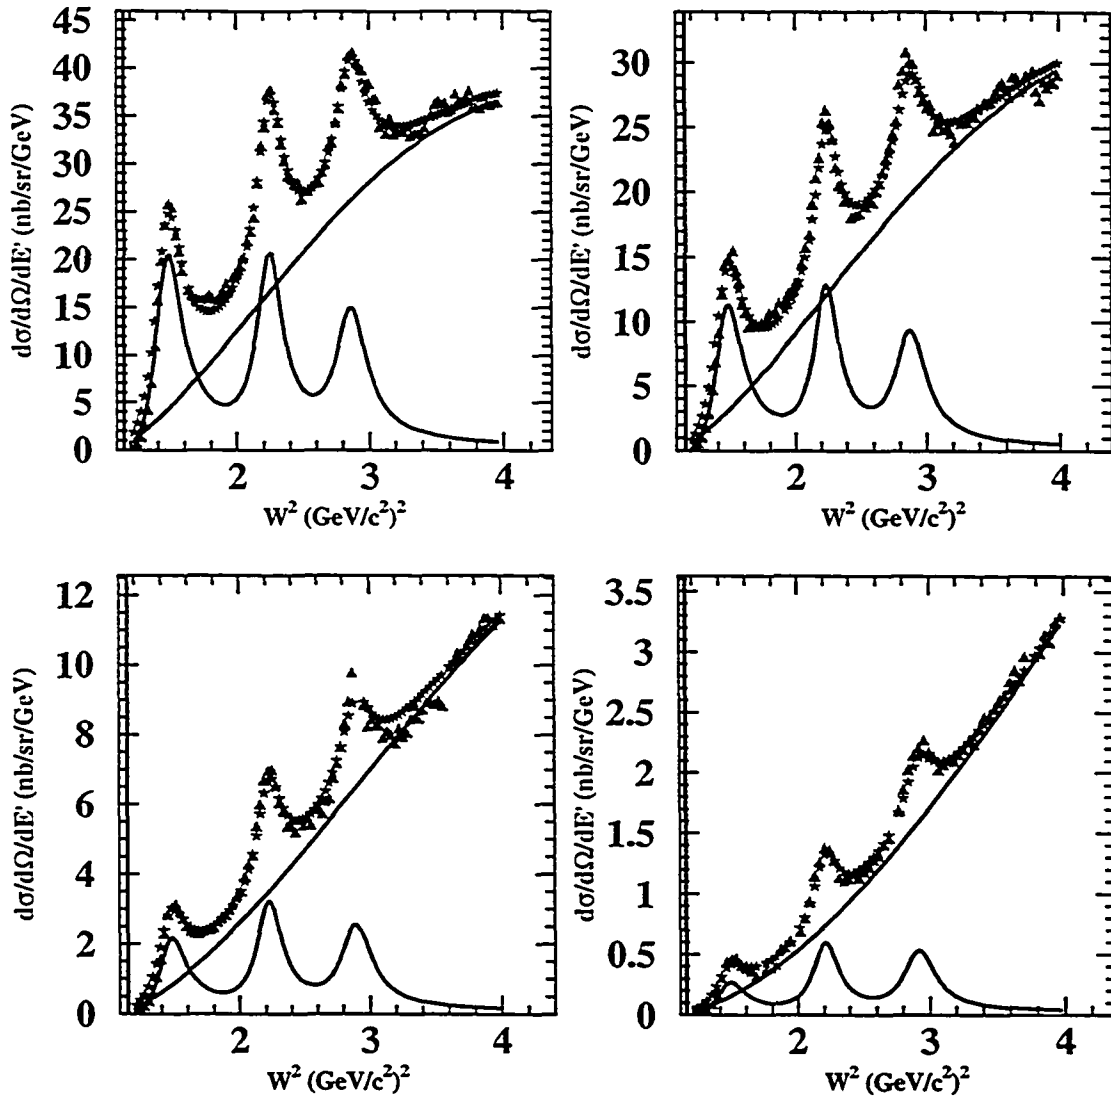 45
40
35
30
25
20
15
10
5
0
dσ/dΩ/dE' (nb/sr/GeV)
2 3 4
W² (GeV/c²)²
30
25
20
15
10
5
0
dσ/dΩ/dE' (nb/sr/GeV)
2 3 4
W² (GeV/c²)²
12
10
8
6
4
2
0
dσ/dΩ/dE' (nb/sr/GeV)
2 3 4
W² (GeV/c²)²
3.5
3
2.5
2
1.5
1
0.5
0
dσ/dΩ/dE' (nb/sr/GeV)
2 3 4
W² (GeV/c²)²